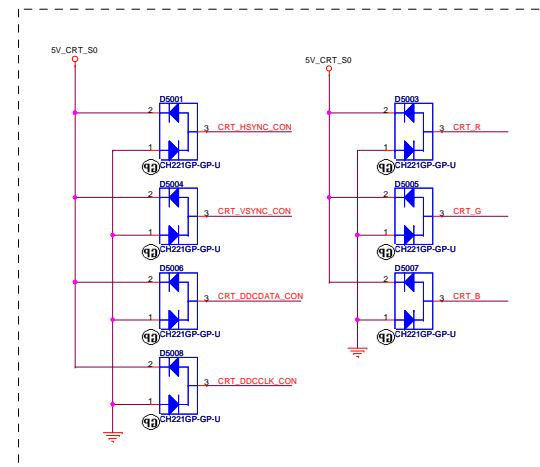 5V_CRT_S0
D5001
2
3 CRT_HSYNC_CON
1
CH221GP-GP-U
D5004
2
3 CRT_VSYNC_CON
1
CH221GP-GP-U
D5006
2
3 CRT_DDCDATA_CON
1
CH221GP-GP-U
D5008
2
3 CRT_DDCCLK_CON
1
CH221GP-GP-U
5V_CRT_S0
D5003
2
3 CRT_R
1
CH221GP-GP-U
D5005
2
3 CRT_G
1
CH221GP-GP-U
D5007
2
3 CRT_B
1
CH221GP-GP-U